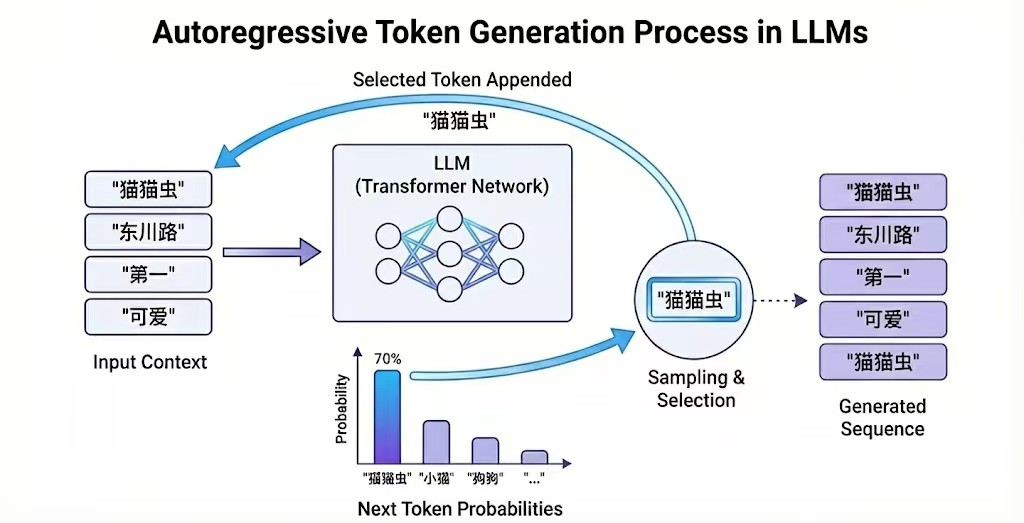 Autoregressive Token Generation Process in LLMs
Selected Token Appended
"猫猫虫"
"猫猫虫"
"东川路"
"第一"
"可爱"
Input Context
LLM
(Transformer Network)
Probability
70%
"猫猫虫" "小猫" "狗狗" "..."
Next Token Probabilities
"猫猫虫"
Sampling &
Selection
"猫猫虫"
"东川路"
"第一"
"可爱"
"猫猫虫"
Generated
Sequence